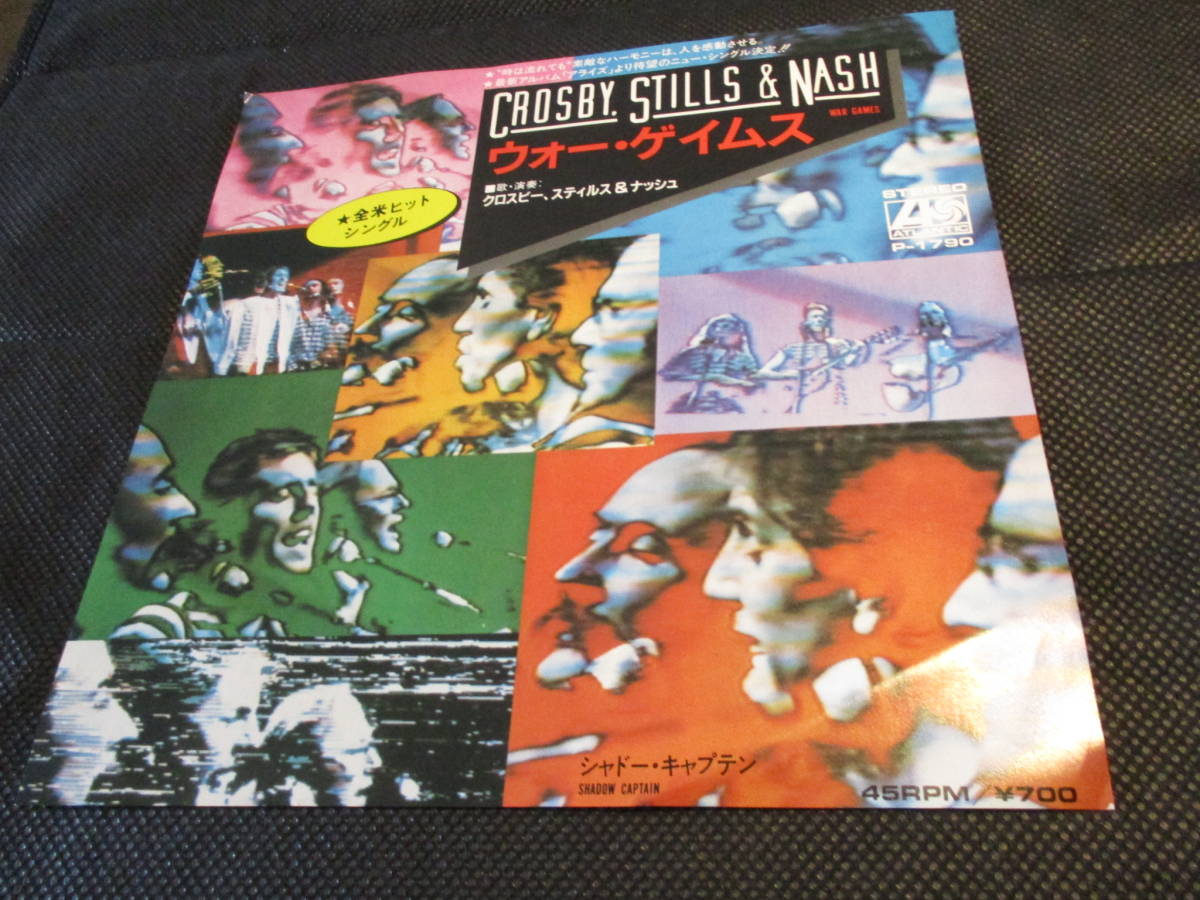 ★“時は流れても”素敵なハーモニーは、人を感動させる。
★最新アルバム「アライズ」より待望のニュー・シングル決定!!
CROSBY, STILLS & NASH
WAR GAMES
ウォー・ゲイムス
■歌・演奏:
クロスビー、スティルス&ナッシュ
★全米ヒット
シングル
STEREO
ATLANTIC
P-1790
シャドー・キャプテン
SHADOW CAPTAIN
45RPM/¥700